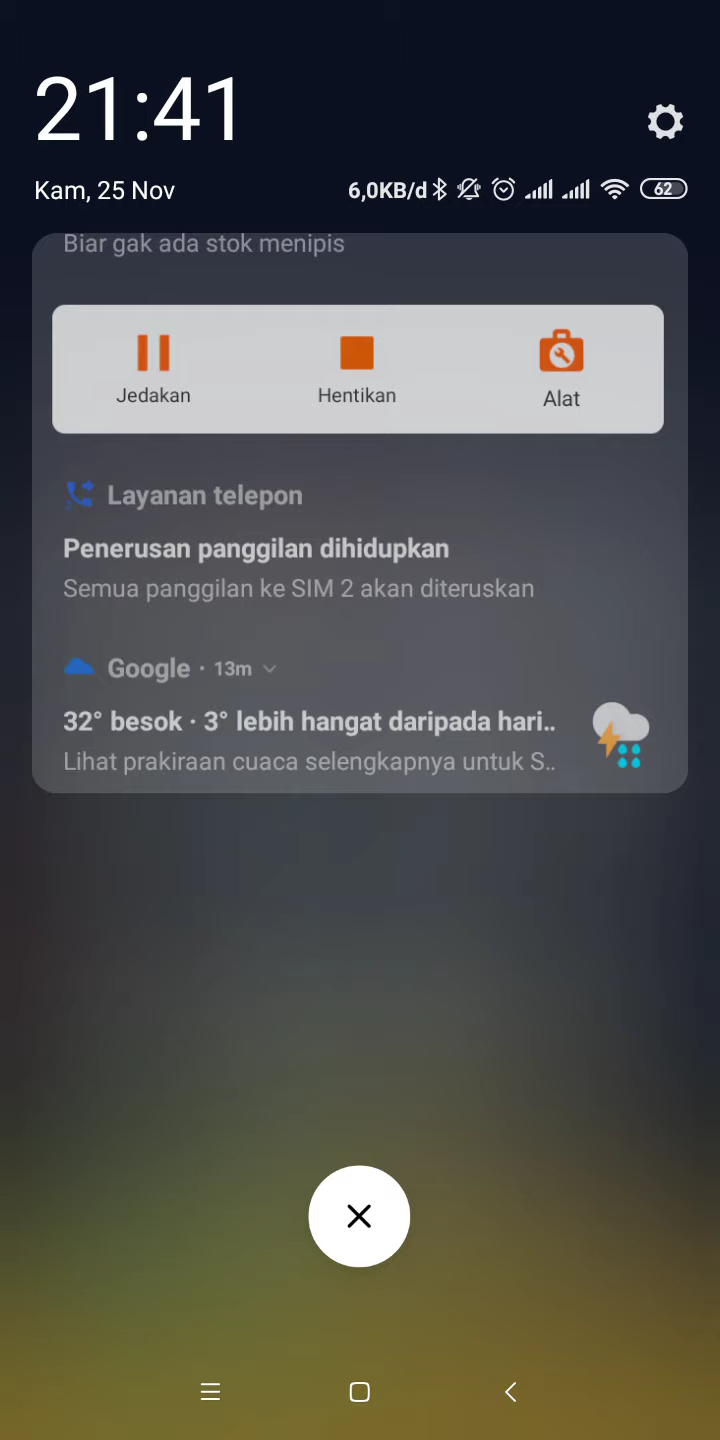 21:41
Kam, 25 Nov 6,0KB/d 62
Biar gak ada stok menipis
Jedakan Hentikan Alat
Layanan telepon
Penerusan panggilan dihidupkan
Semua panggilan ke SIM 2 akan diteruskan
Google · 13m
32° besok · 3° lebih hangat daripada hari..
Lihat prakiraan cuaca selengkapnya untuk S..